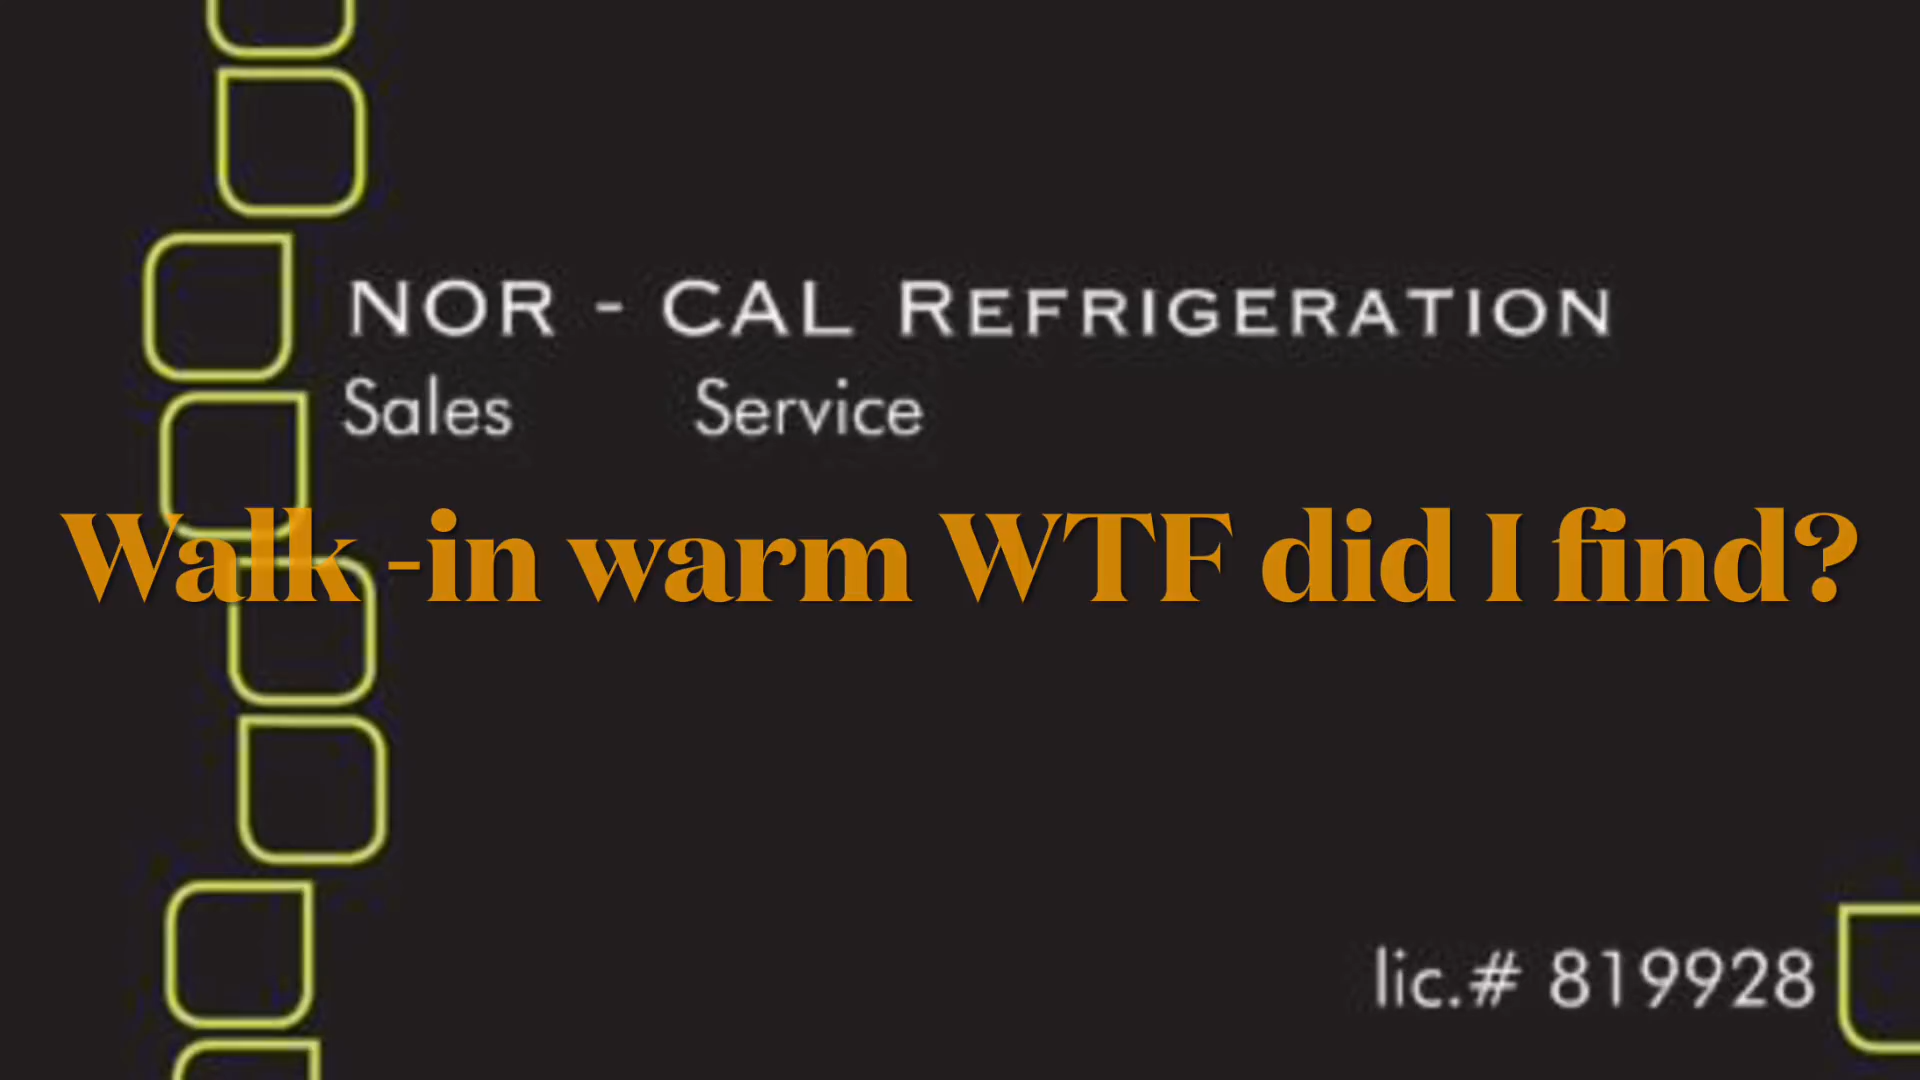 NOR - CAL REFRIGERATION
Sales Service
Walk -in warm WTF did I find?
lic.# 819928